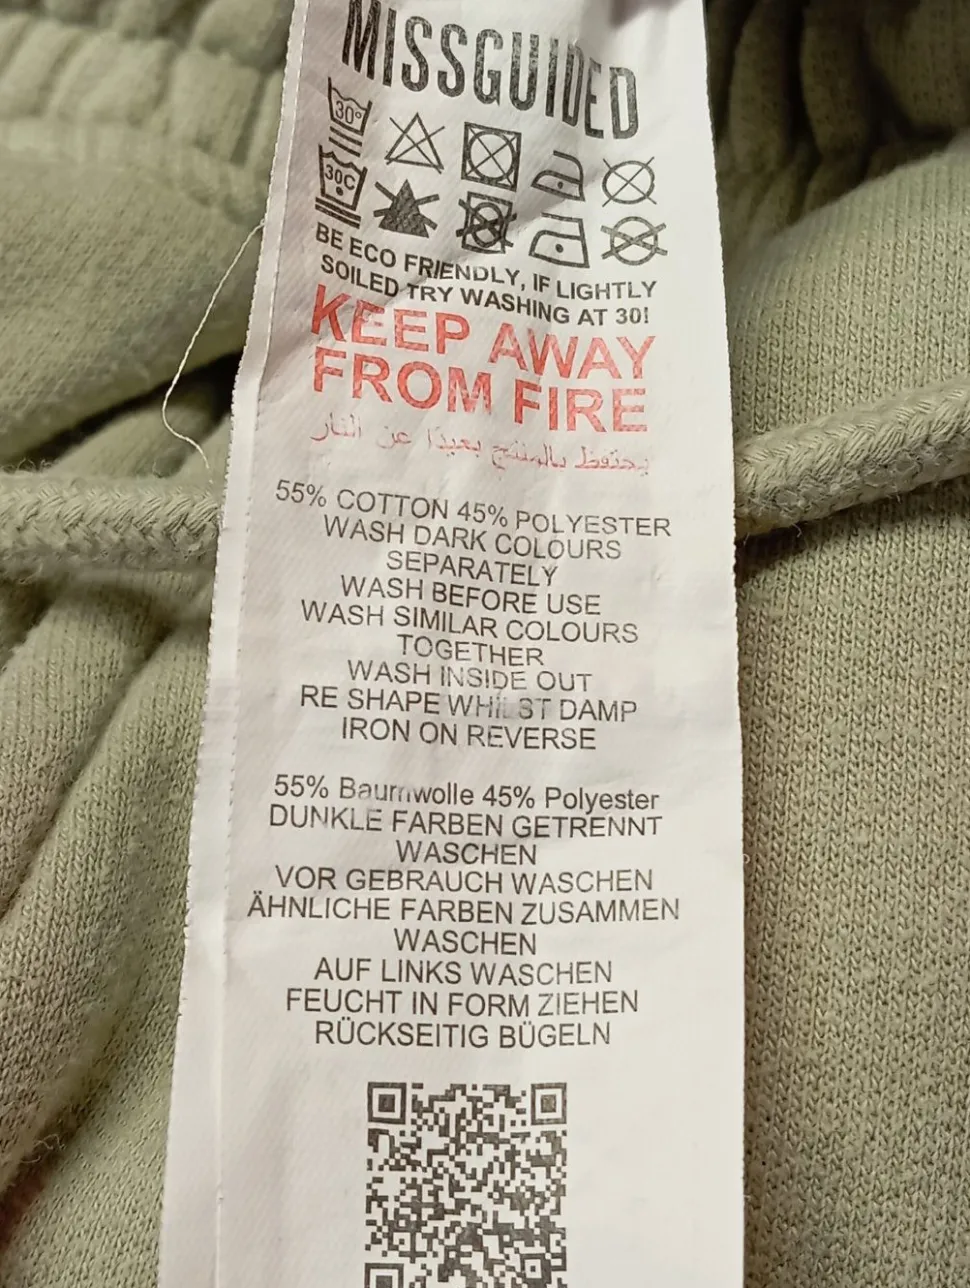 MISSGUIDED
30°
30C
BE ECO FRIENDLY, IF LIGHTLY
SOILED TRY WASHING AT 30!
KEEP AWAY
FROM FIRE
يحتفظ بالمنتج بعيدًا عن النار
55% COTTON 45% POLYESTER
WASH DARK COLOURS
SEPARATELY
WASH BEFORE USE
WASH SIMILAR COLOURS
TOGETHER
WASH INSIDE OUT
RE SHAPE WHILST DAMP
IRON ON REVERSE
55% Baumwolle 45% Polyester
DUNKLE FARBEN GETRENNT
WASCHEN
VOR GEBRAUCH WASCHEN
ÄHNLICHE FARBEN ZUSAMMEN
WASCHEN
AUF LINKS WASCHEN
FEUCHT IN FORM ZIEHEN
RÜCKSEITIG BÜGELN